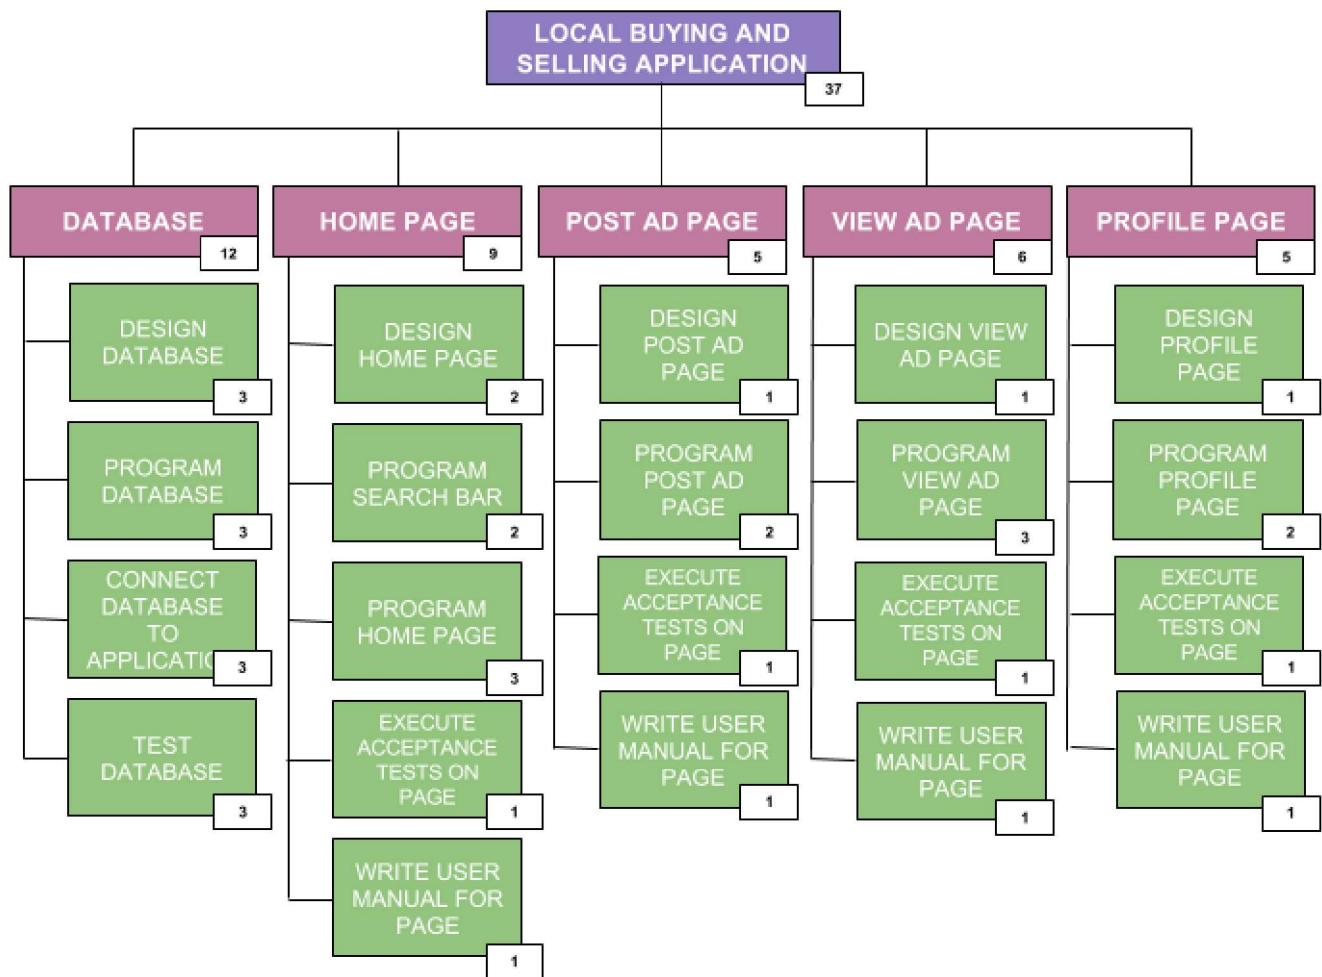 LOCAL BUYING AND
SELLING APPLICATION
37
DATABASE
12
DESIGN
DATABASE
3
PROGRAM
DATABASE
3
CONNECT
DATABASE
TO
APPLICATION
3
TEST
DATABASE
3
HOME PAGE
9
DESIGN
HOME PAGE
2
PROGRAM
SEARCH BAR
2
PROGRAM
HOME PAGE
3
EXECUTE
ACCEPTANCE
TESTS ON
PAGE
1
WRITE USER
MANUAL FOR
PAGE
1
POST AD PAGE
5
DESIGN
POST AD
PAGE
1
PROGRAM
POST AD
PAGE
2
EXECUTE
ACCEPTANCE
TESTS ON
PAGE
1
WRITE USER
MANUAL FOR
PAGE
1
VIEW AD PAGE
6
DESIGN VIEW
AD PAGE
1
PROGRAM
VIEW AD
PAGE
3
EXECUTE
ACCEPTANCE
TESTS ON
PAGE
1
WRITE USER
MANUAL FOR
PAGE
1
PROFILE PAGE
5
DESIGN
PROFILE
PAGE
1
PROGRAM
PROFILE
PAGE
2
EXECUTE
ACCEPTANCE
TESTS ON
PAGE
1
WRITE USER
MANUAL FOR
PAGE
1